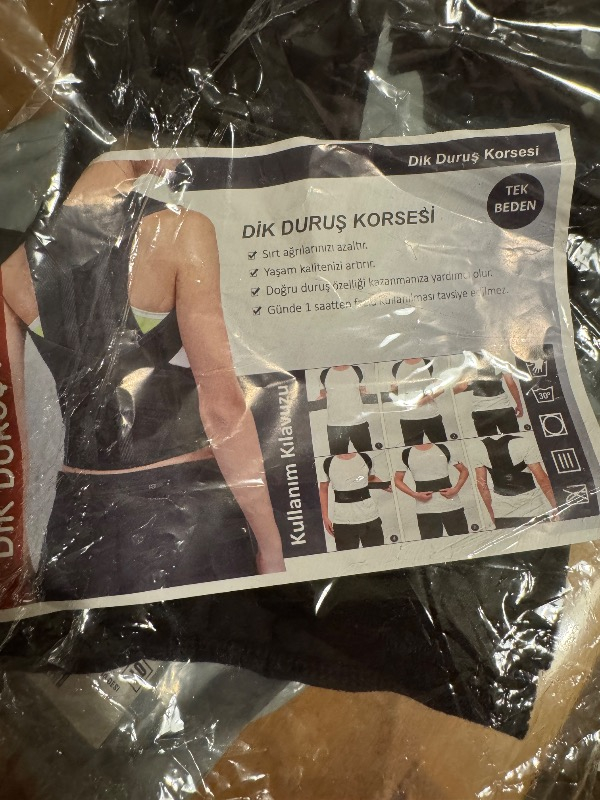 Dik Duruş Korsesi
TEK
BEDEN
DİK DURUŞ KORSESİ
Sırt ağrılarınızı azaltır.
Yaşam kalitenizi artırır.
Doğru duruş özelliği kazanmanıza yardımcı olur.
Günde 1 saatten fazla kullanılması tavsiye edilmez.
Kullanım Kılavuzu
30°
DİK DURUŞ